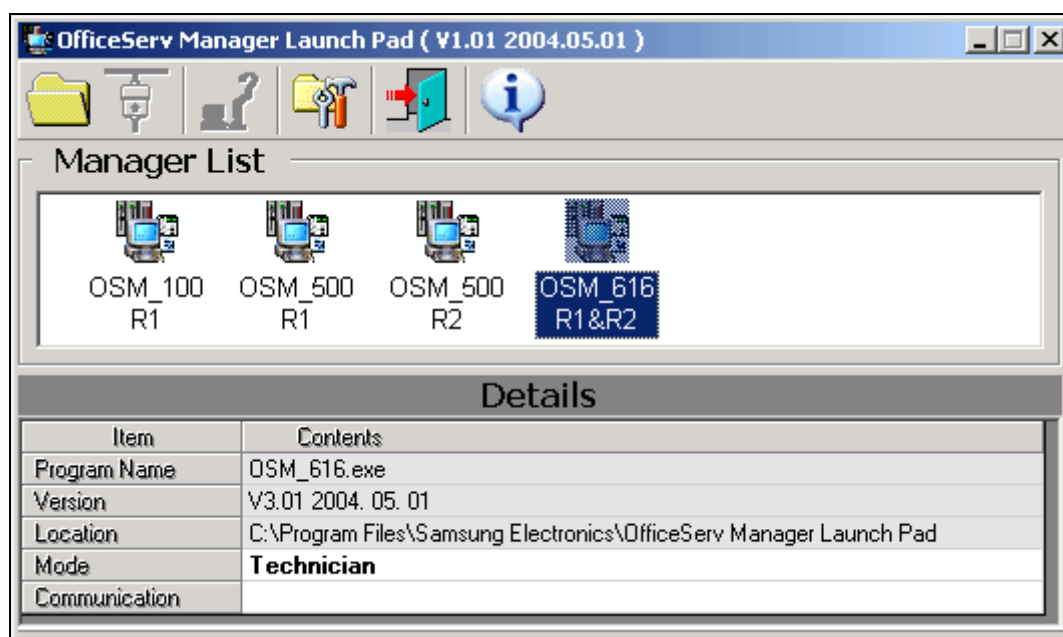 OfficeServ Manager Launch Pad ( V1.01 2004.05.01 )
Manager List
OSM_100 OSM_500 OSM_500 OSM_616
R1 R1 R2 R1&R2
Details
Item Contents
Program Name OSM_616.exe
Version V3.01 2004. 05. 01
Location C:\Program Files\Samsung Electronics\OfficeServ Manager Launch Pad
Mode Technician
Communication